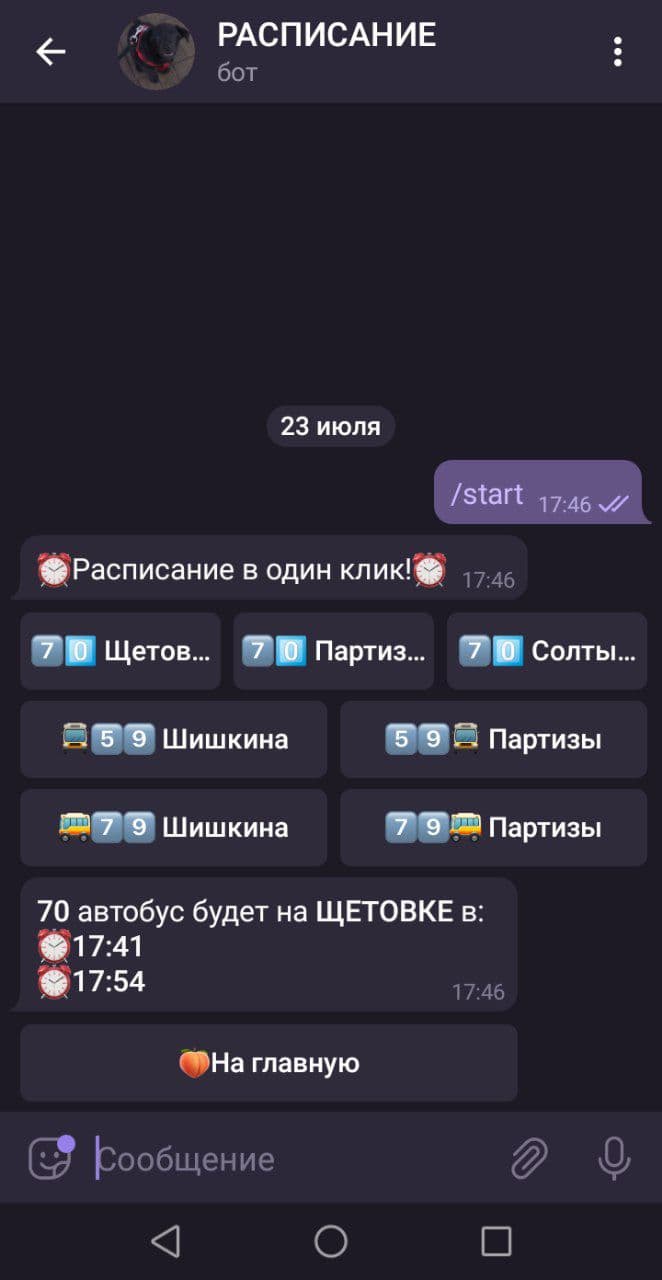 РАСПИСАНИЕ
бот
23 июля
/start 17:46
⏰Расписание в один клик!⏰ 17:46
7️⃣0️⃣ Щетов... 7️⃣0️⃣ Партиз... 7️⃣0️⃣ Солты...
🚍5️⃣9️⃣ Шишкина 5️⃣9️⃣🚍 Партизы
🚌7️⃣9️⃣ Шишкина 7️⃣9️⃣🚌 Партизы
70 автобус будет на ЩЕТОВКЕ в:
⏰17:41
⏰17:54
17:46
🍑На главную
Сообщение